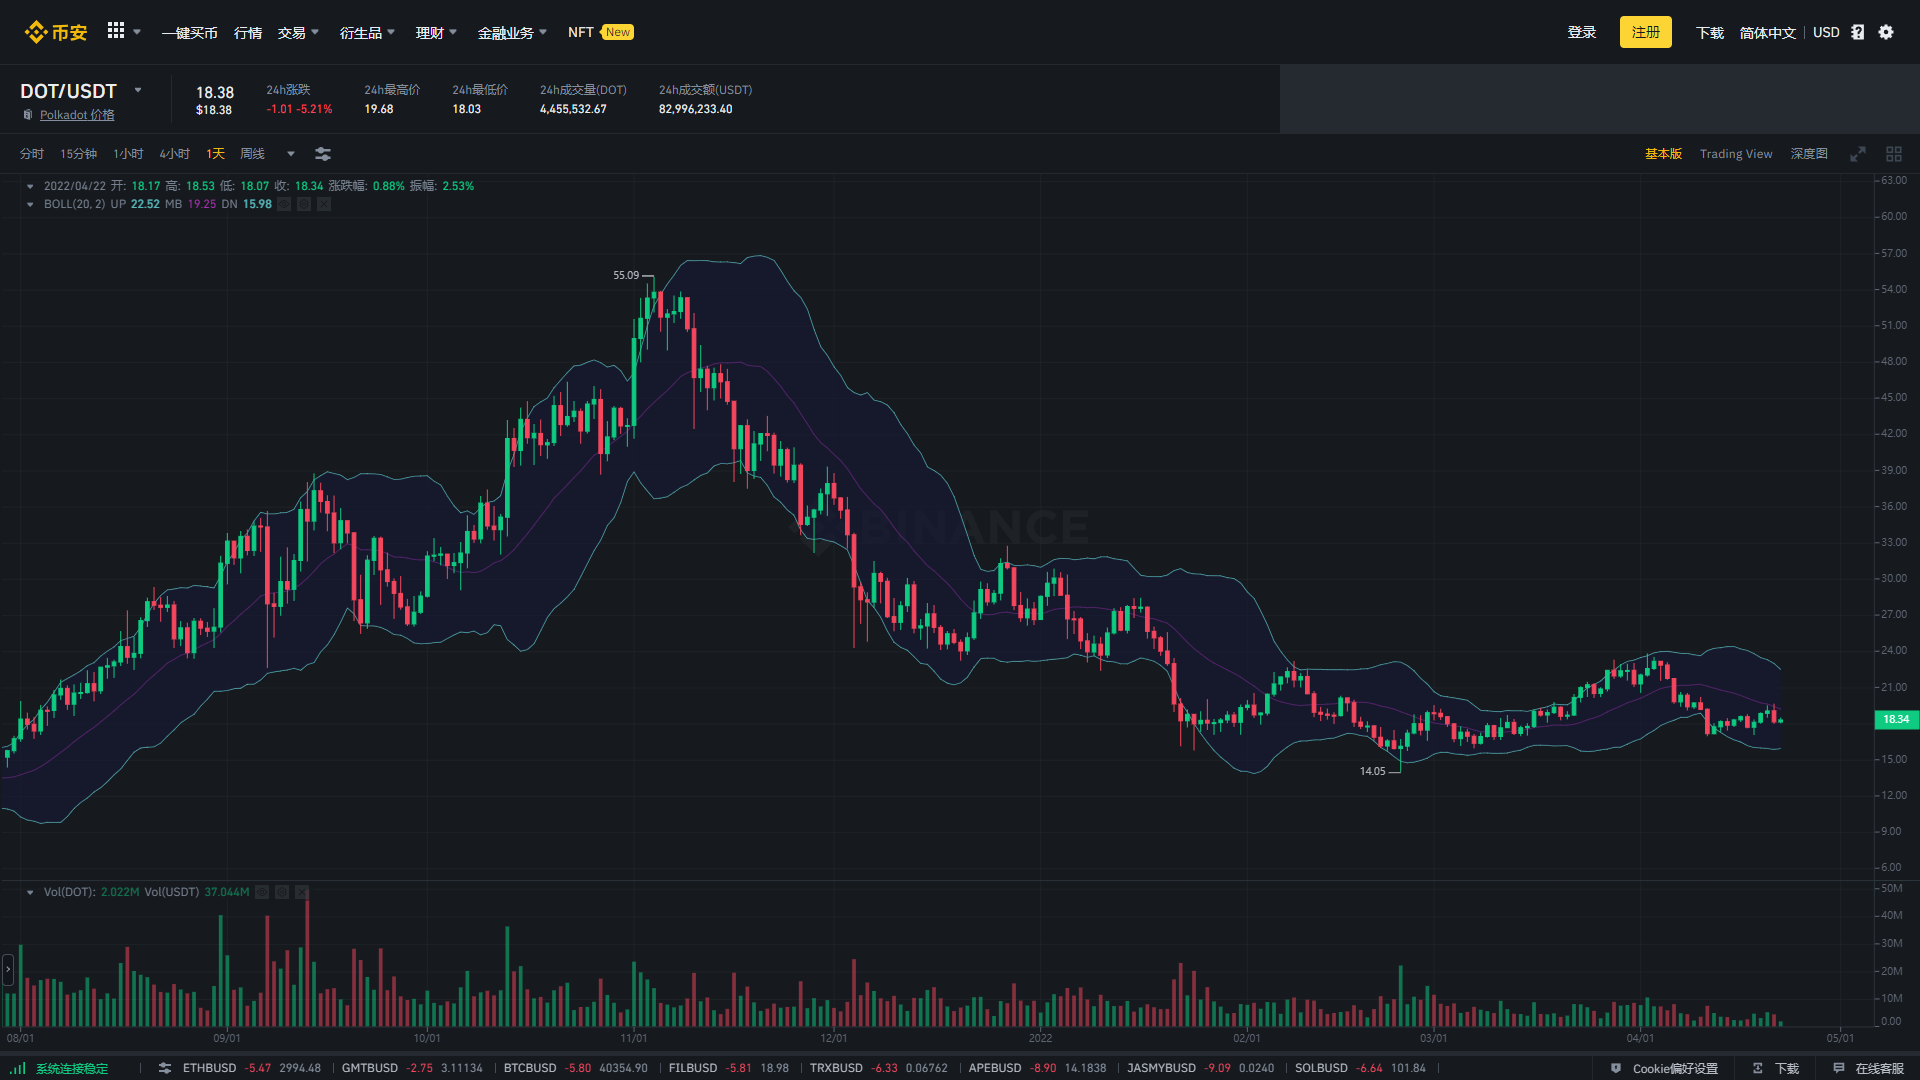 币安 一键买币 行情 交易 衍生品 理财 金融业务 NFT New 登录 注册 下载 简体中文 USD
DOT/USDT
Polkadot 价格
18.38
$18.38
24h涨跌
-1.01 -5.21%
24h最高价
19.68
24h最低价
18.03
24h成交量(DOT)
4,455,532.67
24h成交额(USDT)
82,996,233.40
分时 15分钟 1小时 4小时 1天 周线 基本版 Trading View 深度图
2022/04/22 开: 18.17 高: 18.53 低: 18.07 收: 18.34 涨跌幅: 0.88% 振幅: 2.53%
BOLL(20, 2) UP 22.52 MB 19.25 DN 15.98
63.00
60.00
57.00
54.00
51.00
48.00
45.00
42.00
39.00
36.00
33.00
30.00
27.00
24.00
21.00
18.34
15.00
12.00
9.00
6.00
55.09
BINANCE
14.05
Vol(DOT): 2.022M Vol(USDT) 37.044M
50M
40M
30M
20M
10M
0.00
08/01 09/01 10/01 11/01 12/01 2022 02/01 03/01 04/01 05/01
系统连接稳定 ETHBUSD -5.47 2994.48 GMTBUSD -2.75 3.11134 BTCBUSD -5.80 40354.90 FILBUSD -5.81 18.98 TRXBUSD -6.33 0.06762 APEBUSD -8.90 14.1838 JASMYBUSD -9.09 0.0240 SOLBUSD -6.64 101.84 Cookie偏好设置 下载 在线客服